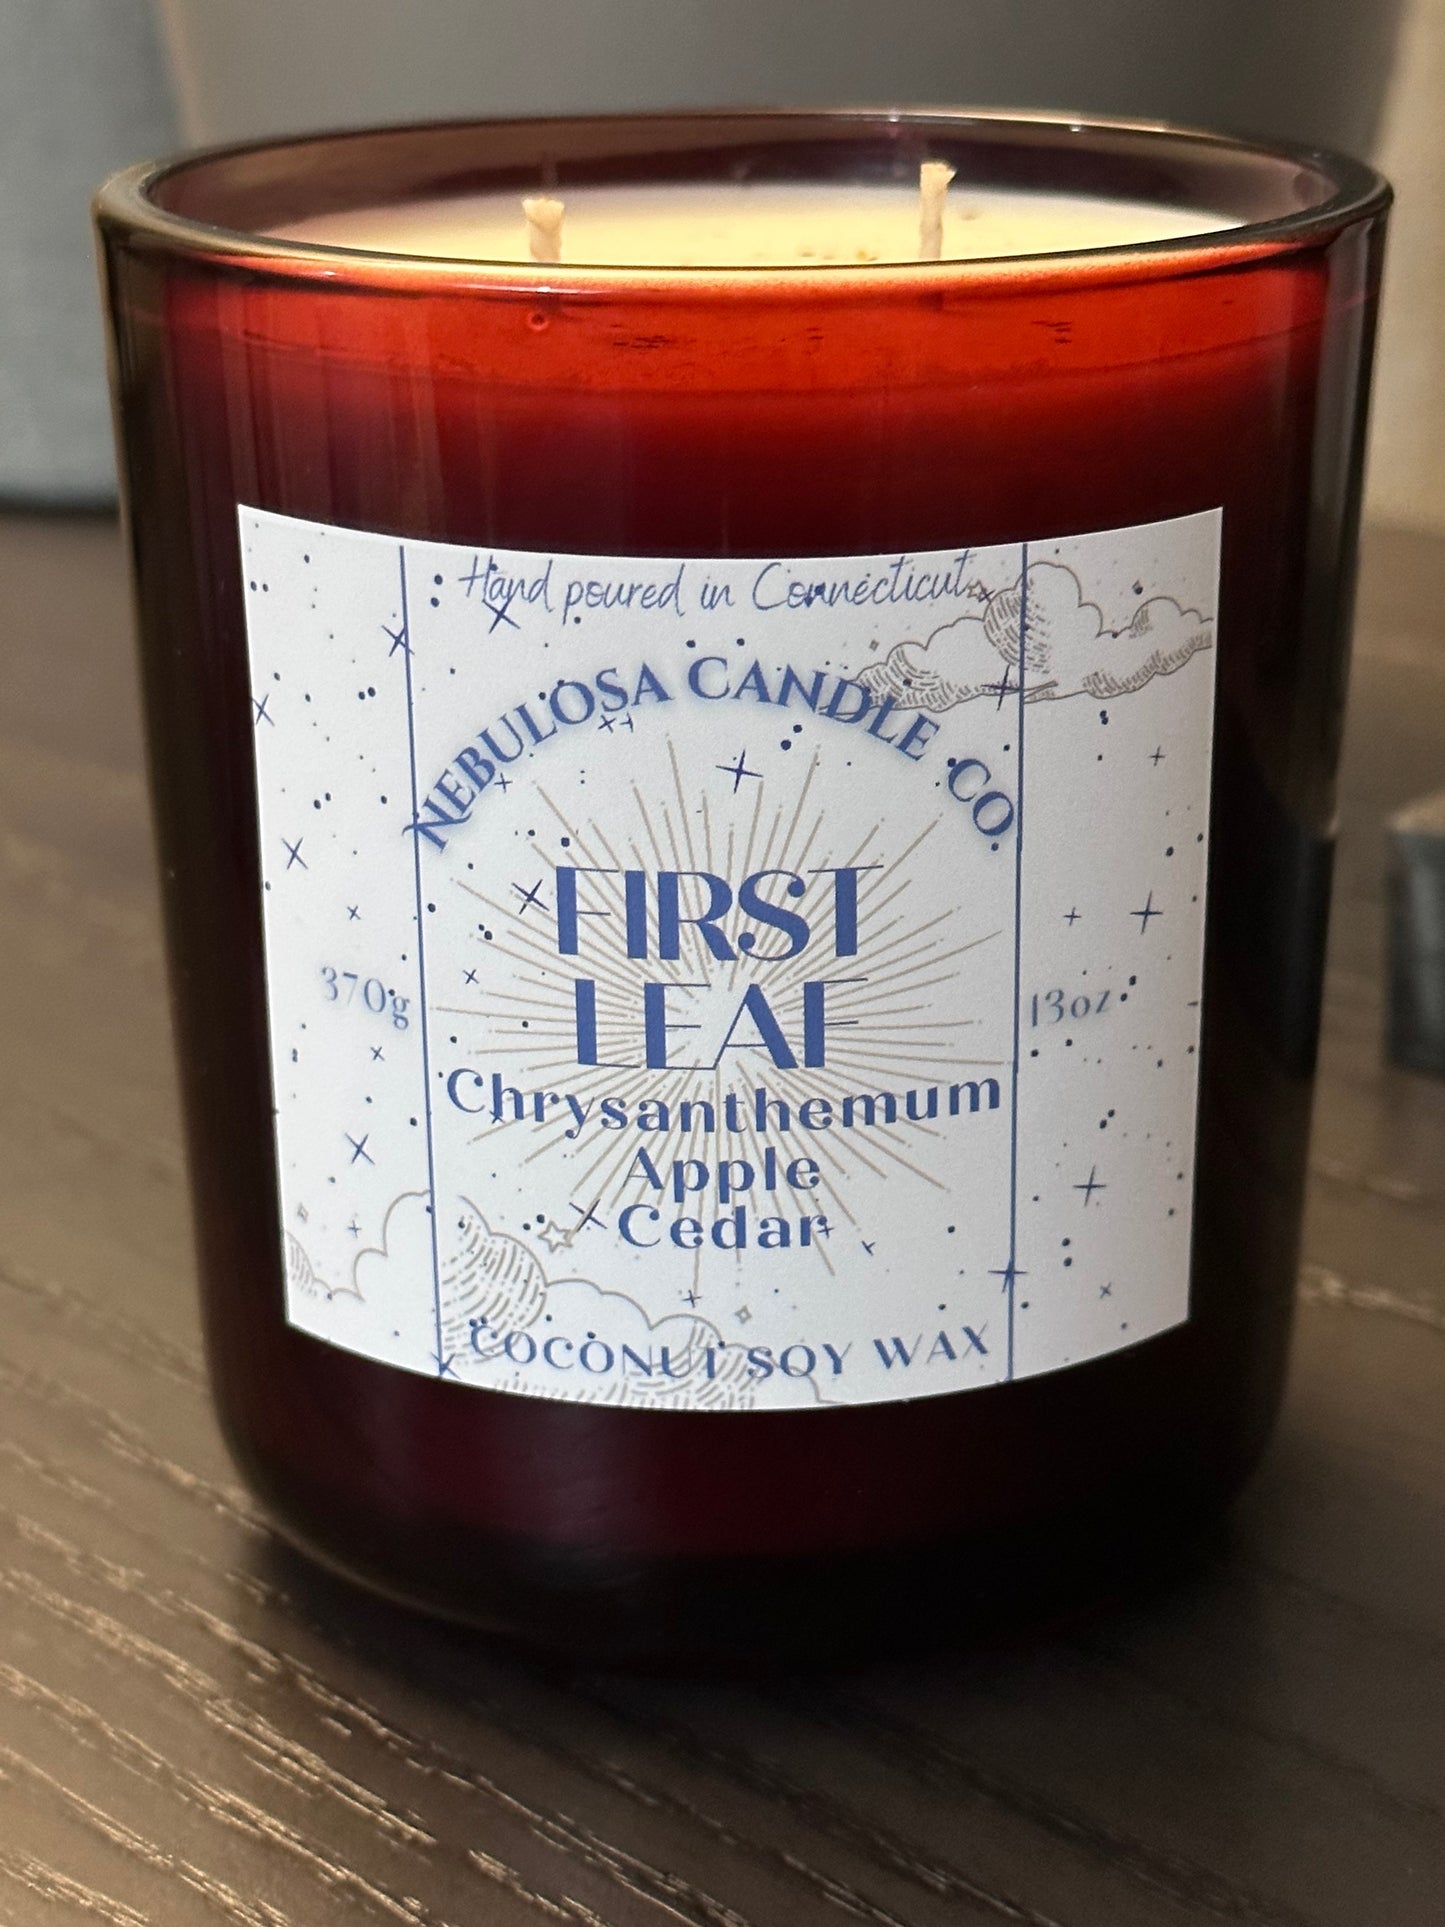 Hand poured in Connecticut
NEBULOSA CANDLE CO.
FIRST
LEAF
370g
13oz
Chrysanthemum
Apple
Cedar
COCONUT SOY WAX